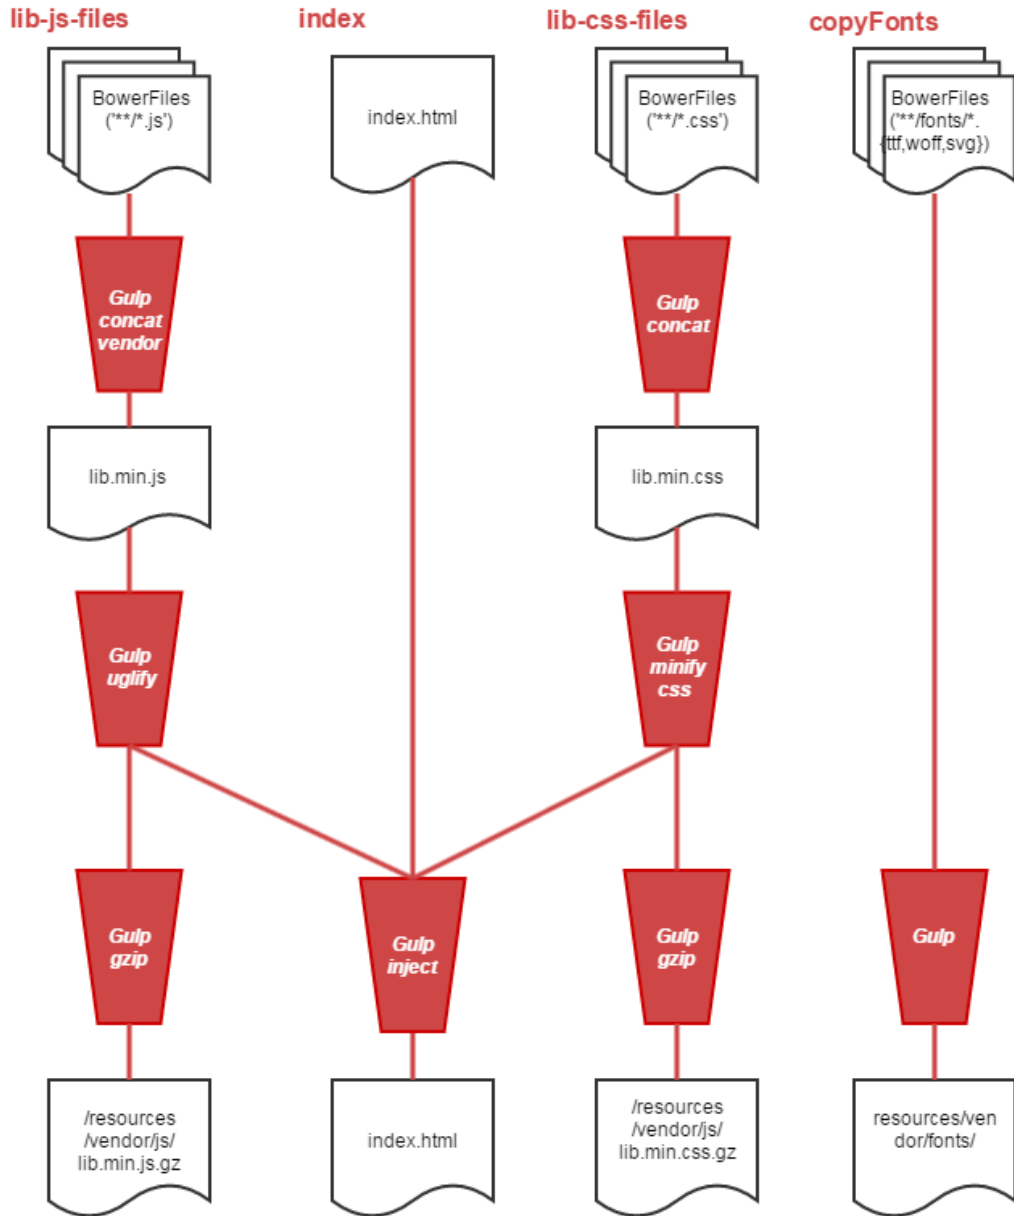 lib-js-files
index
lib-css-files
copyFonts
BowerFiles
('**/*.js')
index.html
BowerFiles
('**/*.css')
BowerFiles
('**/fonts/*.
{ttf,woff,svg})
Gulp
concat
vendor
Gulp
concat
lib.min.js
lib.min.css
Gulp
uglify
Gulp
minify
css
Gulp
gzip
Gulp
inject
Gulp
gzip
Gulp
/resources
/vendor/js/
lib.min.js.gz
index.html
/resources
/vendor/js/
lib.min.css.gz
resources/ven
dor/fonts/